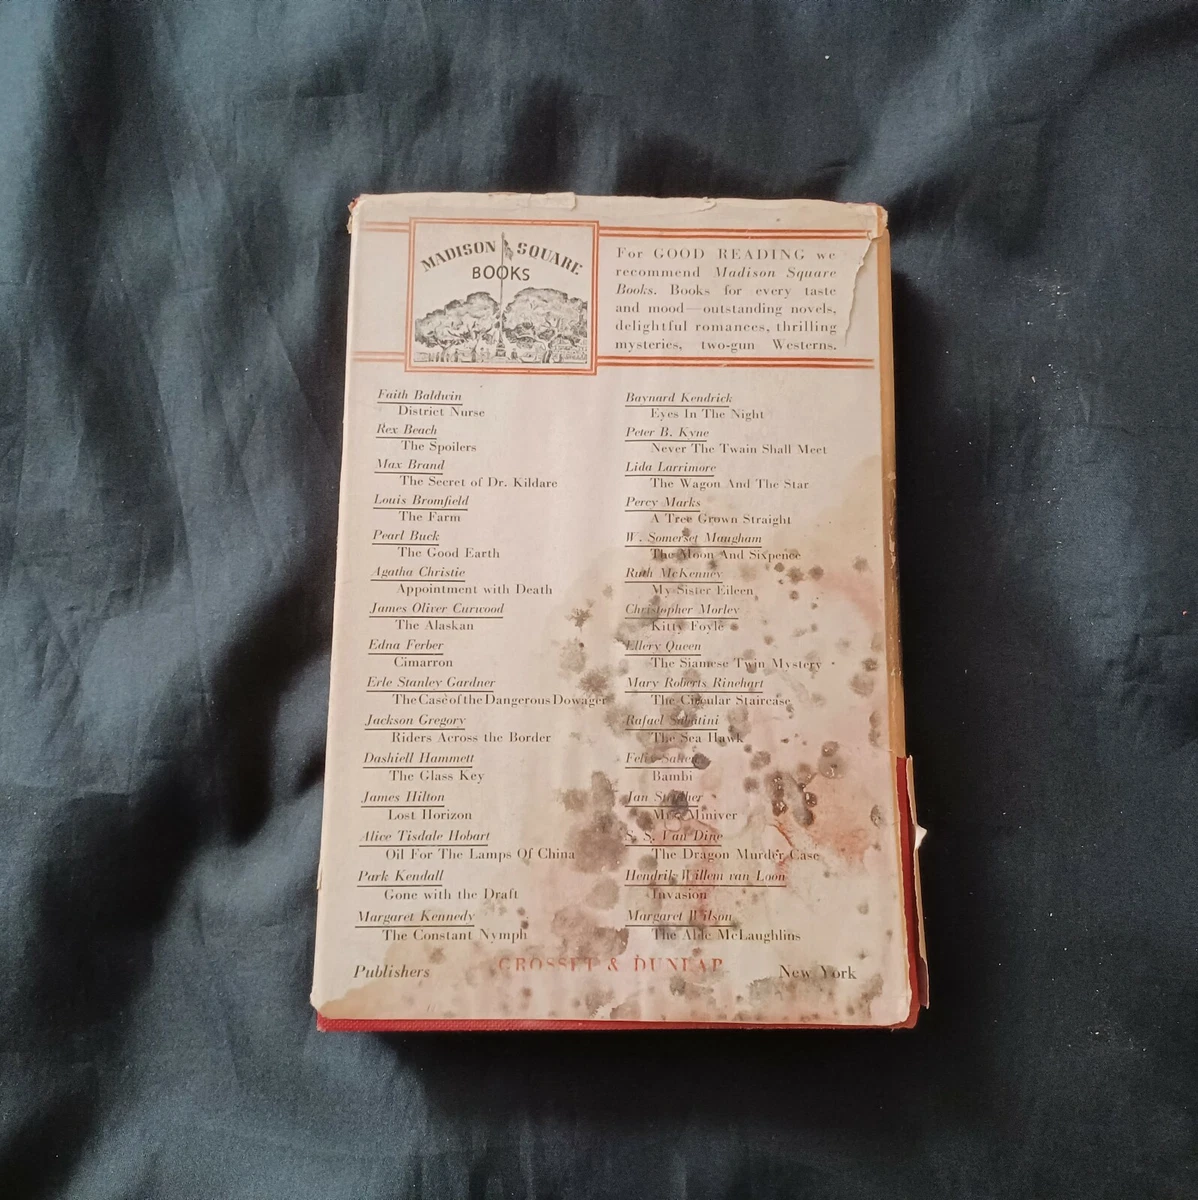 MADISON SQUARE
BOOKS
For GOOD READING we
recommend Madison Square
Books. Books for every taste
and mood—outstanding novels,
delightful romances, thrilling
mysteries, two-gun Westerns.
Faith Baldwin
District Nurse
Rex Beach
The Spoilers
Max Brand
The Secret of Dr. Kildare
Louis Bromfield
The Farm
Pearl Buck
The Good Earth
Agatha Christie
Appointment with Death
James Oliver Curwood
The Alaskan
Edna Ferber
Cimarron
Erle Stanley Gardner
The Case of the Dangerous Dowager
Jackson Gregory
Riders Across the Border
Dashiell Hammett
The Glass Key
James Hilton
Lost Horizon
Alice Tisdale Hobart
Oil For The Lamps Of China
Park Kendall
Gone with the Draft
Margaret Kennedy
The Constant Nymph
Baynard Kendrick
Eyes In The Night
Peter B. Kyne
Never The Twain Shall Meet
Lida Larrimore
The Wagon And The Star
Percy Marks
A Tree Grown Straight
W. Somerset Maugham
The Moon And Sixpence
Ruth McKenney
My Sister Eileen
Christopher Morley
Kitty Foyle
Ellery Queen
The Siamese Twin Mystery
Mary Roberts Rinehart
The Circular Staircase
Rafael Sabatini
The Sea Hawk
Felix Salten
Bambi
Jan Struther
Mrs. Miniver
S. S. Van Dine
The Dragon Murder Case
Hendrik Willem van Loon
Invasion
Margaret Wilson
The Able McLaughlins
Publishers GROSSET & DUNLAP New York